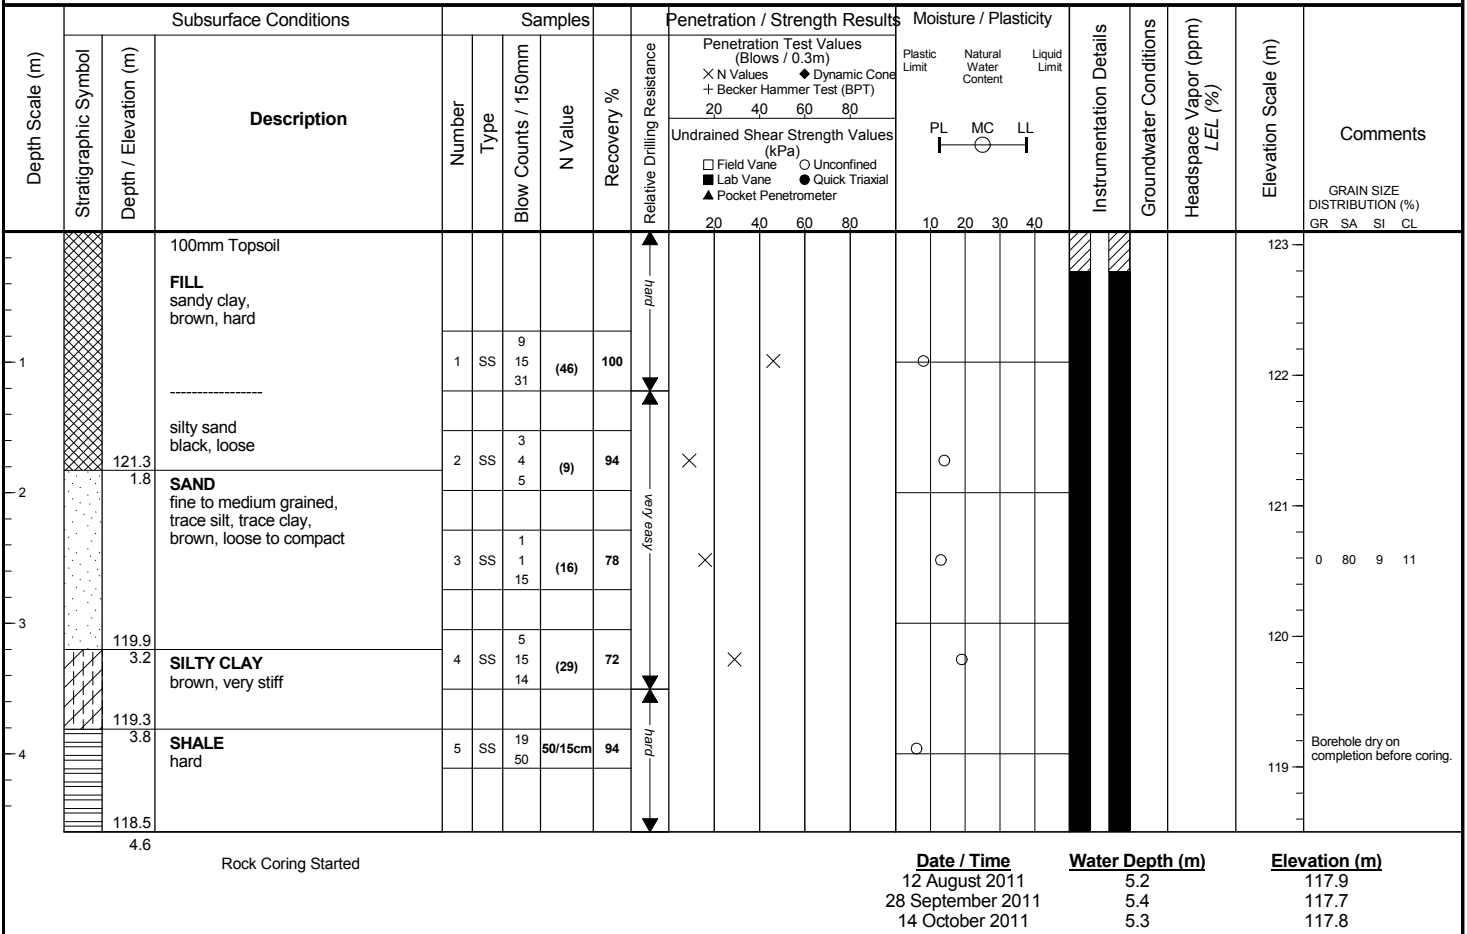 Subsurface Conditions
Samples
Penetration / Strength Results
Moisture / Plasticity
Depth Scale (m)
Stratigraphic Symbol
Depth / Elevation (m)
Description
Number
Type
Blow Counts / 150mm
N Value
Recovery %
Relative Drilling Resistance
Penetration Test Values
(Blows / 0.3m)
N Values Dynamic Cone
Becker Hammer Test (BPT)
20 40 60 80
Undrained Shear Strength Values
(kPa)
Field Vane Unconfined
Lab Vane Quick Triaxial
Pocket Penetrometer
20 40 60 80
Plastic
Limit
Natural
Water
Content
Liquid
Limit
PL MC LL
10 20 30 40
Instrumentation Details
Groundwater Conditions
Headspace Vapor (ppm)
LEL (%)
Elevation Scale (m)
Comments
GRAIN SIZE
DISTRIBUTION (%)
GR SA SI CL
100mm Topsoil
123
FILL
sandy clay,
brown, hard
hard
1
1 SS 9 15 31 (46) 100
122
-----------------
silty sand
black, loose
121.3
2 SS 3 4 5 (9) 94
1.8
SAND
fine to medium grained,
trace silt, trace clay,
brown, loose to compact
2
very easy
121
3 SS 1 1 15 (16) 78
0 80 9 11
3
120
119.9
3.2
SILTY CLAY
brown, very stiff
4 SS 5 15 14 (29) 72
119.3
3.8
SHALE
hard
4
5 SS 19 50 50/15cm 94
hard
Borehole dry on
completion before coring.
119
118.5
4.6
Rock Coring Started
Date / Time Water Depth (m) Elevation (m)
12 August 2011 5.2 117.9
28 September 2011 5.4 117.7
14 October 2011 5.3 117.8